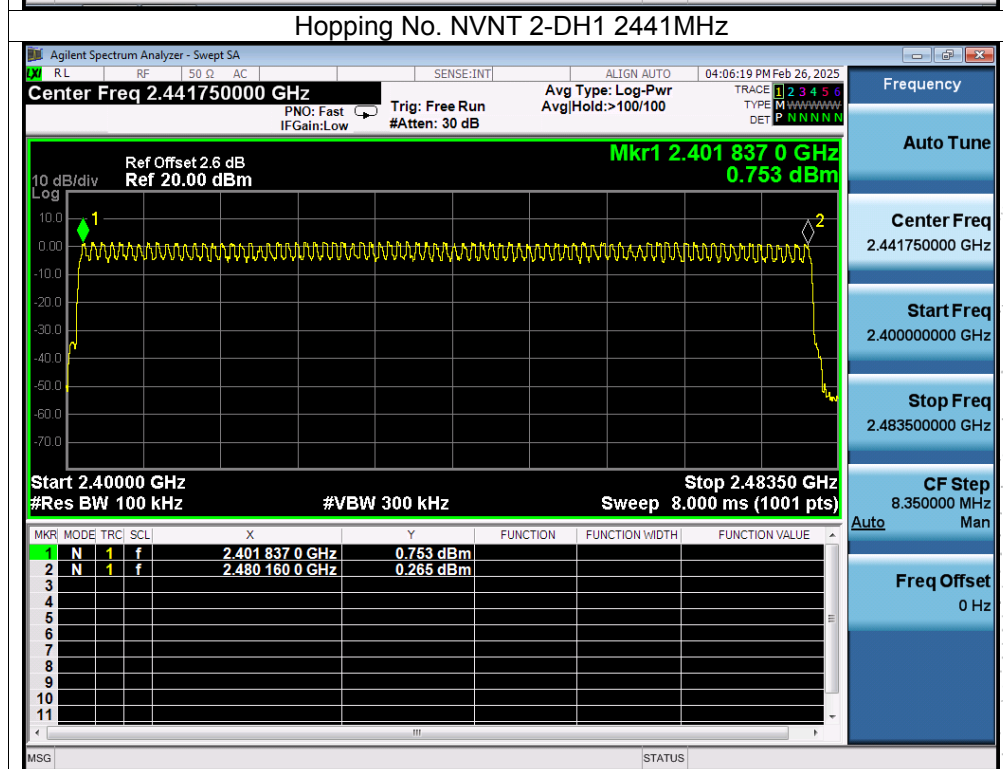 Hopping No. NVNT 2-DH1 2441MHz
Agilent Spectrum Analyzer - Swept SA
LXI RL RF 50 Ω AC SENSE:INT ALIGN AUTO 04:06:19 PM Feb 26, 2025
Center Freq 2.441750000 GHz
PNO: Fast
IFGain:Low
Trig: Free Run
#Atten: 30 dB
Avg Type: Log-Pwr
Avg|Hold:>100/100
TRACE 1 2 3 4 5 6
TYPE M WWWWW
DET P N N N N N
Mkr1 2.401 837 0 GHz
0.753 dBm
Ref Offset 2.6 dB
10 dB/div Ref 20.00 dBm
Log
1
2
10.0
0.00
-10.0
-20.0
-30.0
-40.0
-50.0
-60.0
-70.0
Start 2.40000 GHz Stop 2.48350 GHz
#Res BW 100 kHz #VBW 300 kHz Sweep 8.000 ms (1001 pts)
MKR MODE TRC SCL X Y FUNCTION FUNCTION WIDTH FUNCTION VALUE
1 N 1 f 2.401 837 0 GHz 0.753 dBm
2 N 1 f 2.480 160 0 GHz 0.265 dBm
3
4
5
6
7
8
9
10
11
MSG STATUS
Frequency
Auto Tune
Center Freq
2.441750000 GHz
Start Freq
2.400000000 GHz
Stop Freq
2.483500000 GHz
CF Step
8.350000 MHz
Auto Man
Freq Offset
0 Hz